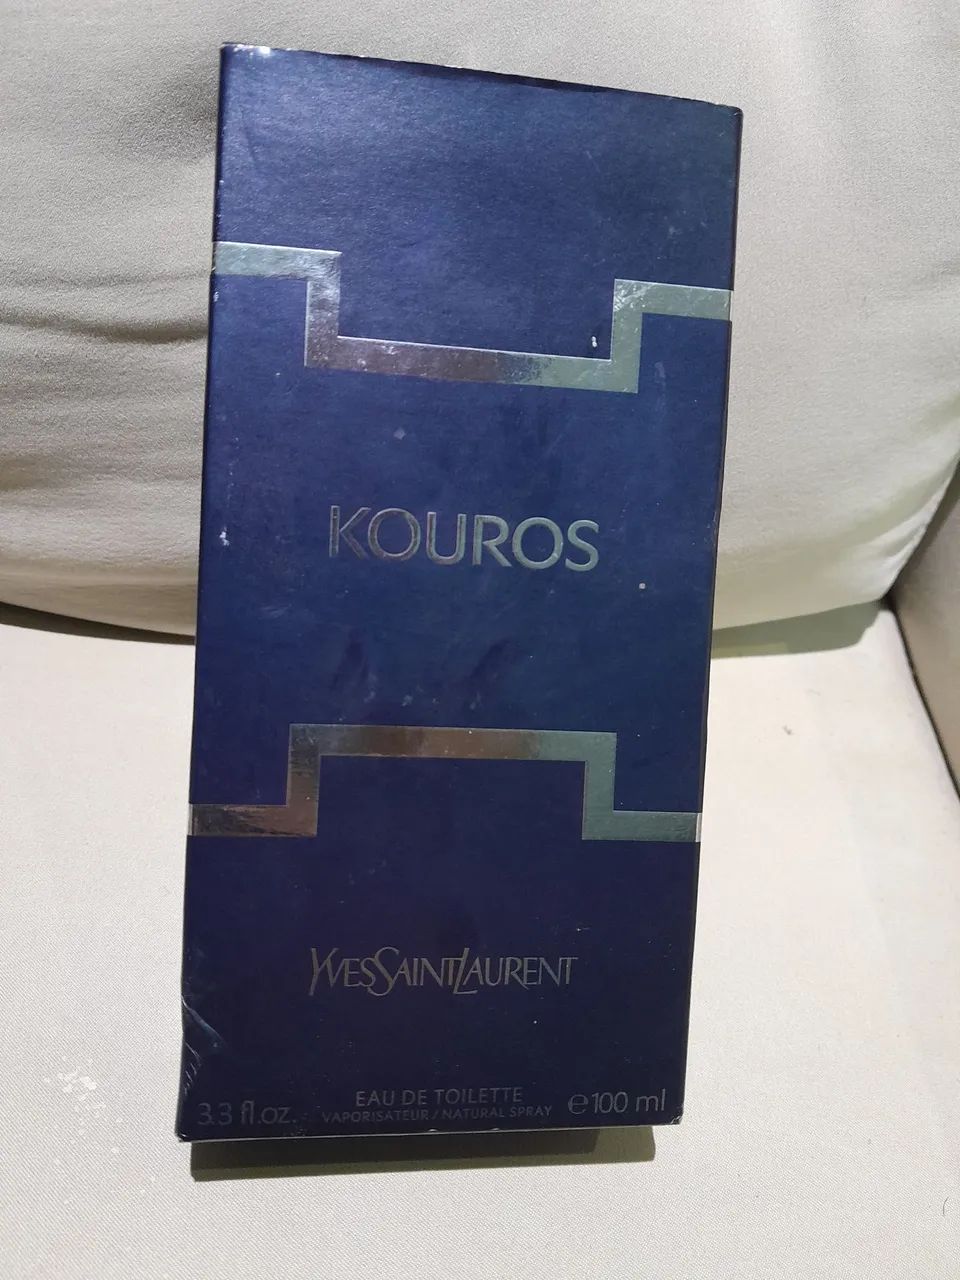 KOUROS
YVESSAINTLAURENT
EAU DE TOILETTE
3.3 fl.oz. VAPORISATEUR / NATURAL SPRAY ℮100 ml